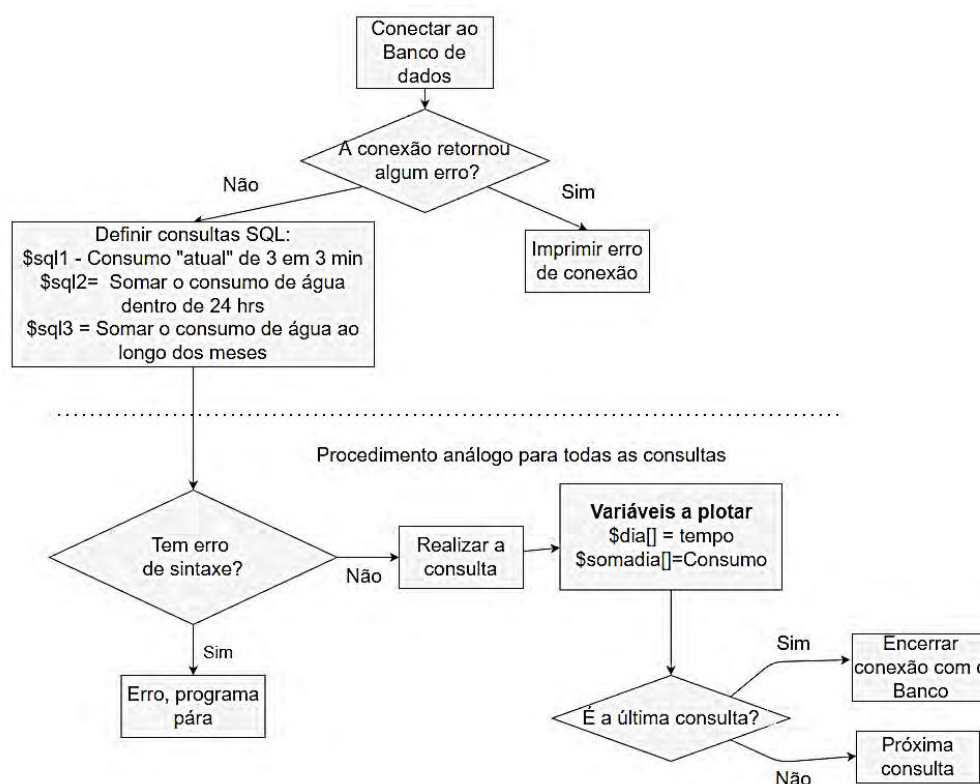 Conectar ao
Banco de
dados
A conexão retornou
algum erro?
Não
Sim
Definir consultas SQL:
$sql1 - Consumo "atual" de 3 em 3 min
$sql2= Somar o consumo de água
dentro de 24 hrs
$sql3 = Somar o consumo de água ao
longo dos meses
Imprimir erro
de conexão
Procedimento análogo para todas as consultas
Tem erro
de sintaxe?
Não
Realizar a
consulta
Variáveis a plotar
$dia[] = tempo
$somadia[]=Consumo
Sim
Erro, programa
pára
É a última consulta?
Sim
Encerrar
conexão com
Banco
Não
Próxima
consulta